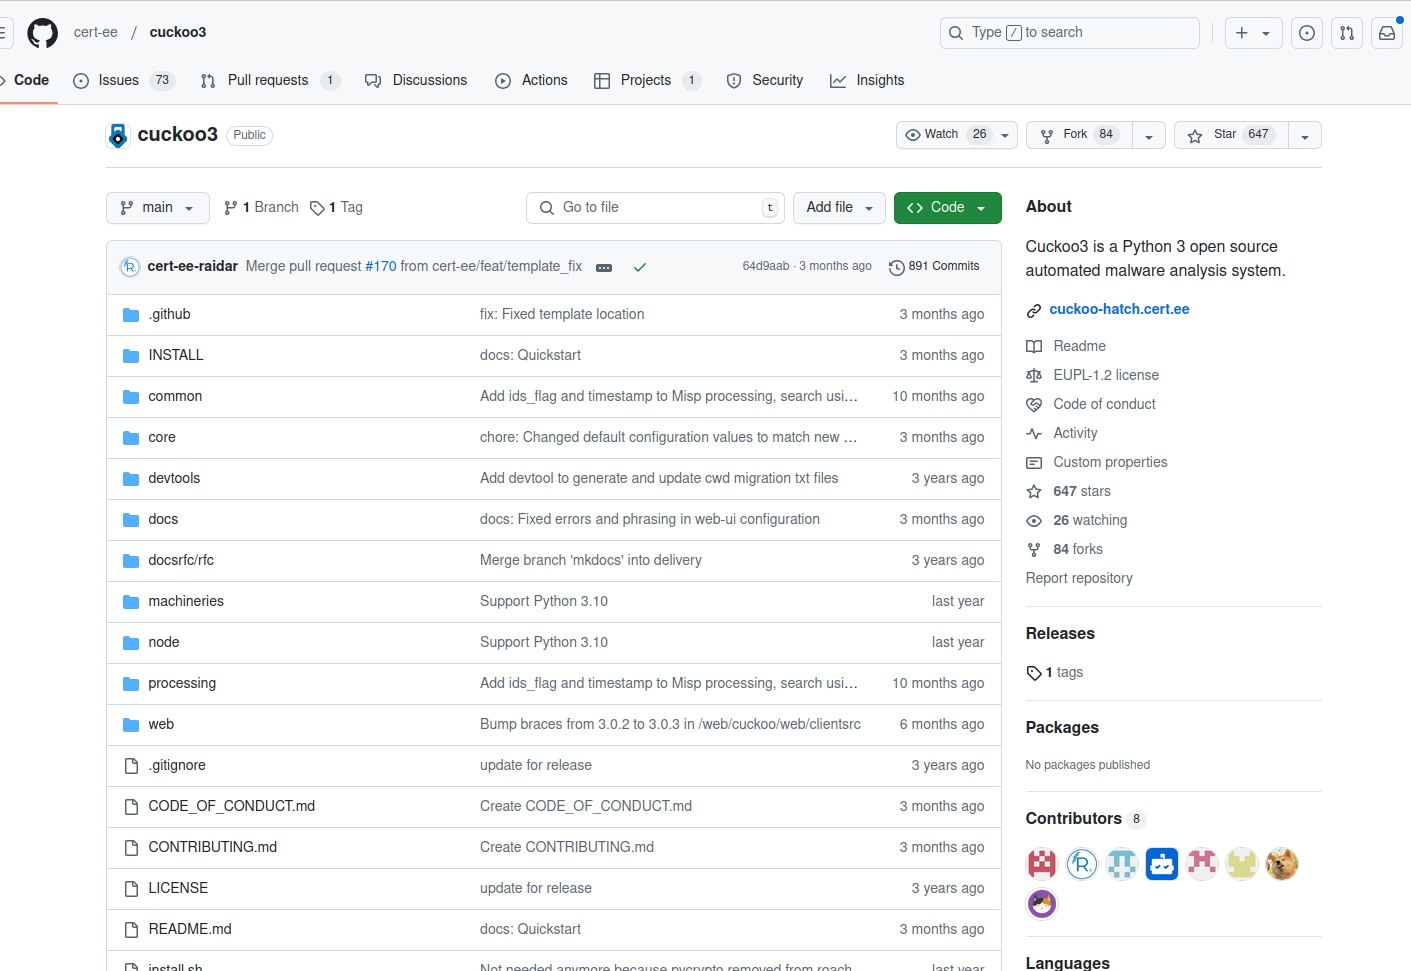 cert-ee / cuckoo3
Type / to search
Code Issues 73 Pull requests 1 Discussions Actions Projects 1 Security Insights
cuckoo3 Public
Watch 26 Fork 84 Star 647
main 1 Branch 1 Tag Go to file t Add file Code
cert-ee-raidar Merge pull request #170 from cert-ee/feat/template_fix 64d9aab · 3 months ago 891 Commits
.github fix: Fixed template location 3 months ago
INSTALL docs: Quickstart 3 months ago
common Add ids_flag and timestamp to Misp processing, search usi… 10 months ago
core chore: Changed default configuration values to match new … 3 months ago
devtools Add devtool to generate and update cwd migration txt files 3 years ago
docs docs: Fixed errors and phrasing in web-ui configuration 3 months ago
docsrfc/rfc Merge branch 'mkdocs' into delivery 3 years ago
machineries Support Python 3.10 last year
node Support Python 3.10 last year
processing Add ids_flag and timestamp to Misp processing, search usi… 10 months ago
web Bump braces from 3.0.2 to 3.0.3 in /web/cuckoo/web/clientsrc 6 months ago
.gitignore update for release 3 years ago
CODE_OF_CONDUCT.md Create CODE_OF_CONDUCT.md 3 months ago
CONTRIBUTING.md Create CONTRIBUTING.md 3 months ago
LICENSE update for release 3 years ago
README.md docs: Quickstart 3 months ago
install.sh Not needed anymore because pycrypto removed from roach last year
About
Cuckoo3 is a Python 3 open source
automated malware analysis system.
cuckoo-hatch.cert.ee
Readme
EUPL-1.2 license
Code of conduct
Activity
Custom properties
647 stars
26 watching
84 forks
Report repository
Releases
1 tags
Packages
No packages published
Contributors 8
R.
Languages